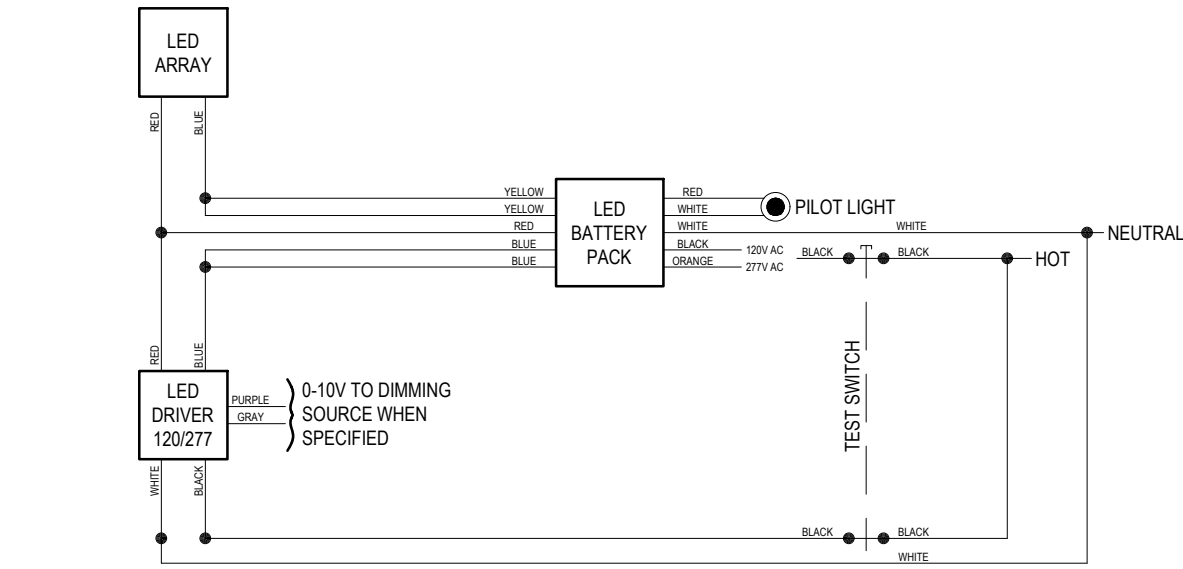 LED
ARRAY
RED
BLUE
YELLOW
YELLOW
RED
BLUE
BLUE
LED
BATTERY
PACK
RED
WHITE
WHITE
BLACK
ORANGE
PILOT LIGHT
WHITE
NEUTRAL
120V AC
277V AC
BLACK
BLACK
HOT
TEST SWITCH
RED
BLUE
LED
DRIVER
120/277
PURPLE
GRAY
0-10V TO DIMMING
SOURCE WHEN
SPECIFIED
WHITE
BLACK
BLACK
BLACK
WHITE